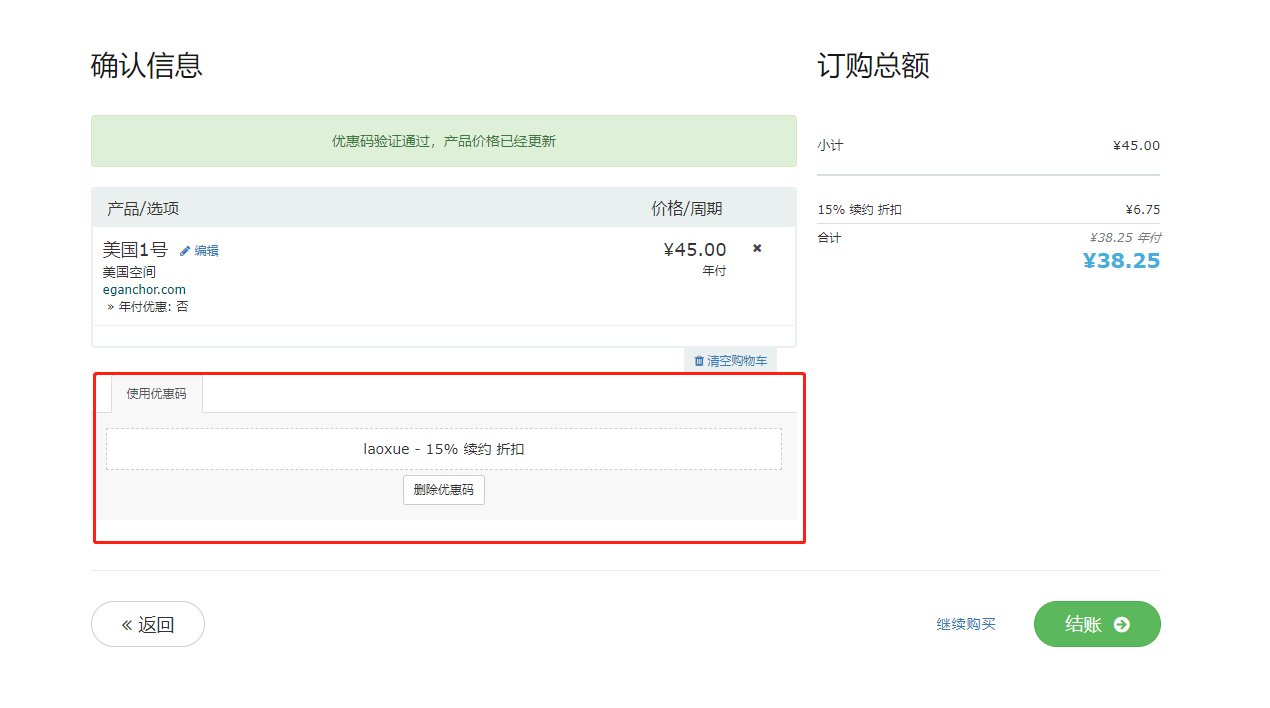 确认信息
优惠码验证通过，产品价格已经更新
产品/选项 价格/周期
美国1号 编辑 ¥45.00
美国空间 年付
eganchor.com
» 年付优惠: 否
清空购物车
使用优惠码
laoxue - 15% 续约 折扣
删除优惠码
订购总额
小计 ¥45.00
15% 续约 折扣 ¥6.75
合计 ¥38.25 年付
¥38.25
« 返回
继续购买
结账